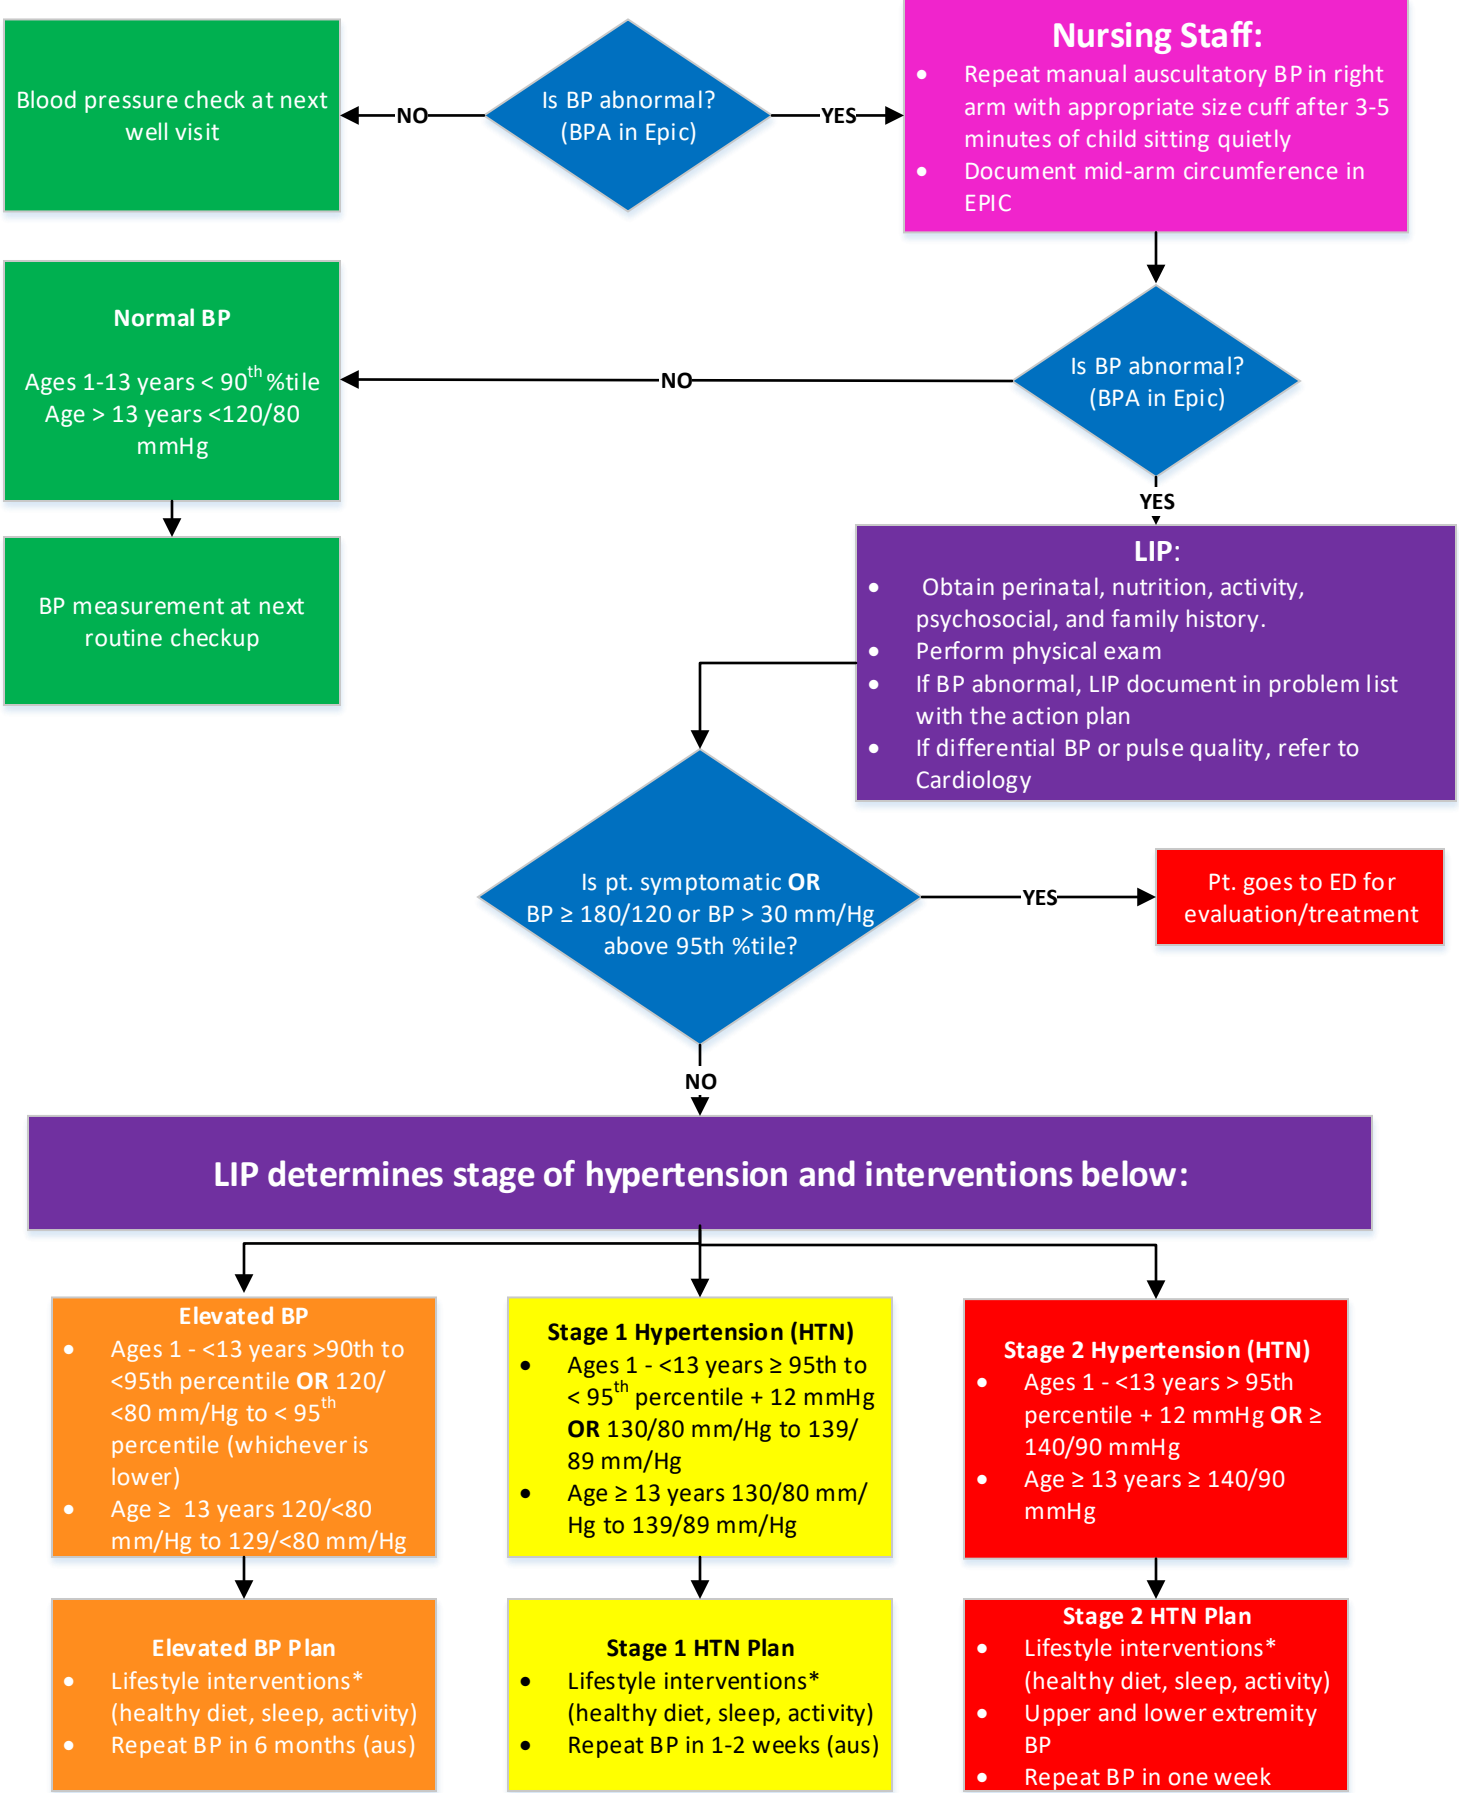 Blood pressure check at next
well visit
NO
Is BP abnormal?
(BPA in Epic)
YES
Nursing Staff:
• Repeat manual auscultatory BP in right
arm with appropriate size cuff after 3-5
minutes of child sitting quietly
• Document mid-arm circumference in
EPIC
Normal BP
Ages 1-13 years < 90th %tile
Age > 13 years <120/80
mmHg
NO
Is BP abnormal?
(BPA in Epic)
YES
BP measurement at next
routine checkup
LIP:
• Obtain perinatal, nutrition, activity,
psychosocial, and family history.
• Perform physical exam
• If BP abnormal, LIP document in problem list
with the action plan
• If differential BP or pulse quality, refer to
Cardiology
Is pt. symptomatic OR
BP ≥ 180/120 or BP > 30 mm/Hg
above 95th %tile?
YES
Pt. goes to ED for
evaluation/treatment
NO
LIP determines stage of hypertension and interventions below:
Elevated BP
• Ages 1 - <13 years >90th to
<95th percentile OR 120/
<80 mm/Hg to < 95th
percentile (whichever is
lower)
• Age ≥ 13 years 120/<80
mm/Hg to 129/<80 mm/Hg
Stage 1 Hypertension (HTN)
• Ages 1 - <13 years ≥ 95th to
< 95th percentile + 12 mmHg
OR 130/80 mm/Hg to 139/
89 mm/Hg
• Age ≥ 13 years 130/80 mm/
Hg to 139/89 mm/Hg
Stage 2 Hypertension (HTN)
• Ages 1 - <13 years > 95th
percentile + 12 mmHg OR ≥
140/90 mmHg
• Age ≥ 13 years ≥ 140/90
mmHg
Elevated BP Plan
• Lifestyle interventions*
(healthy diet, sleep, activity)
• Repeat BP in 6 months (aus)
Stage 1 HTN Plan
• Lifestyle interventions*
(healthy diet, sleep, activity)
• Repeat BP in 1-2 weeks (aus)
Stage 2 HTN Plan
• Lifestyle interventions*
(healthy diet, sleep, activity)
• Upper and lower extremity
BP
• Repeat BP in one week